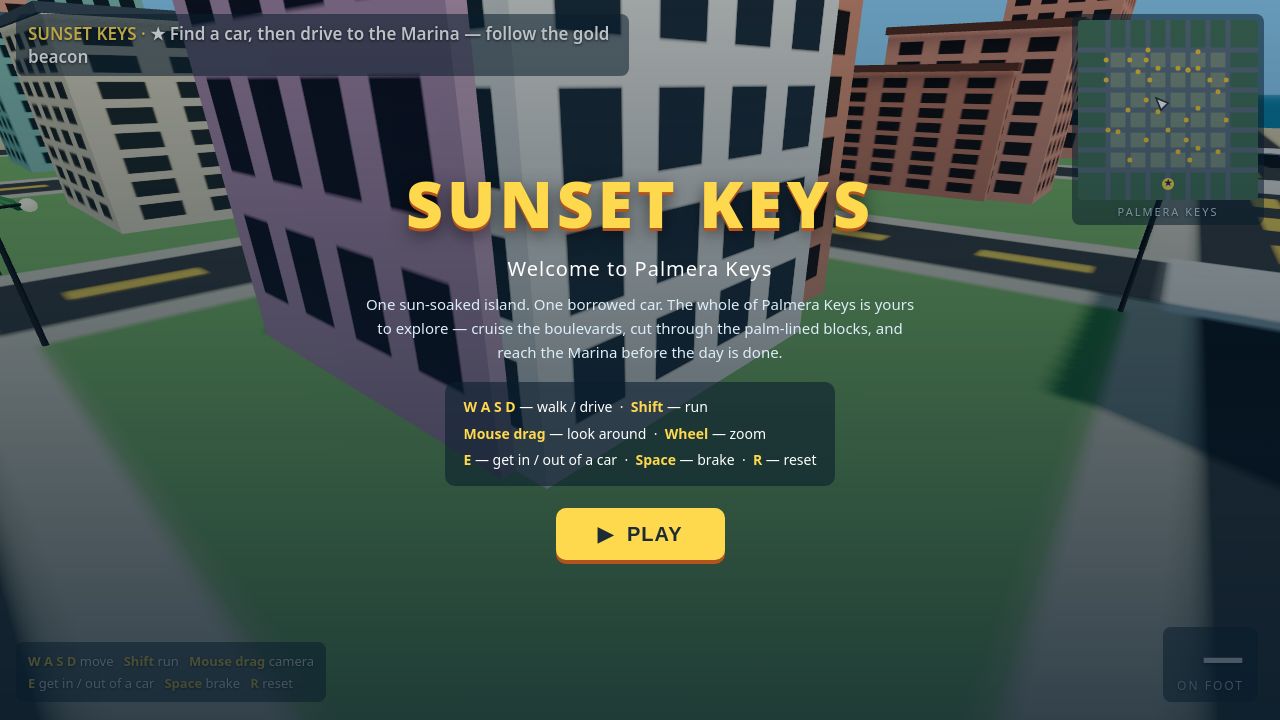 SUNSET KEYS · ★ Find a car, then drive to the Marina — follow the gold
beacon
PALMERA KEYS
SUNSET KEYS
Welcome to Palmera Keys
One sun-soaked island. One borrowed car. The whole of Palmera Keys is yours
to explore — cruise the boulevards, cut through the palm-lined blocks, and
reach the Marina before the day is done.
W A S D — walk / drive · Shift — run
Mouse drag — look around · Wheel — zoom
E — get in / out of a car · Space — brake · R — reset
▶ PLAY
W A S D move Shift run Mouse drag camera
E get in / out of a car Space brake R reset
—
ON FOOT